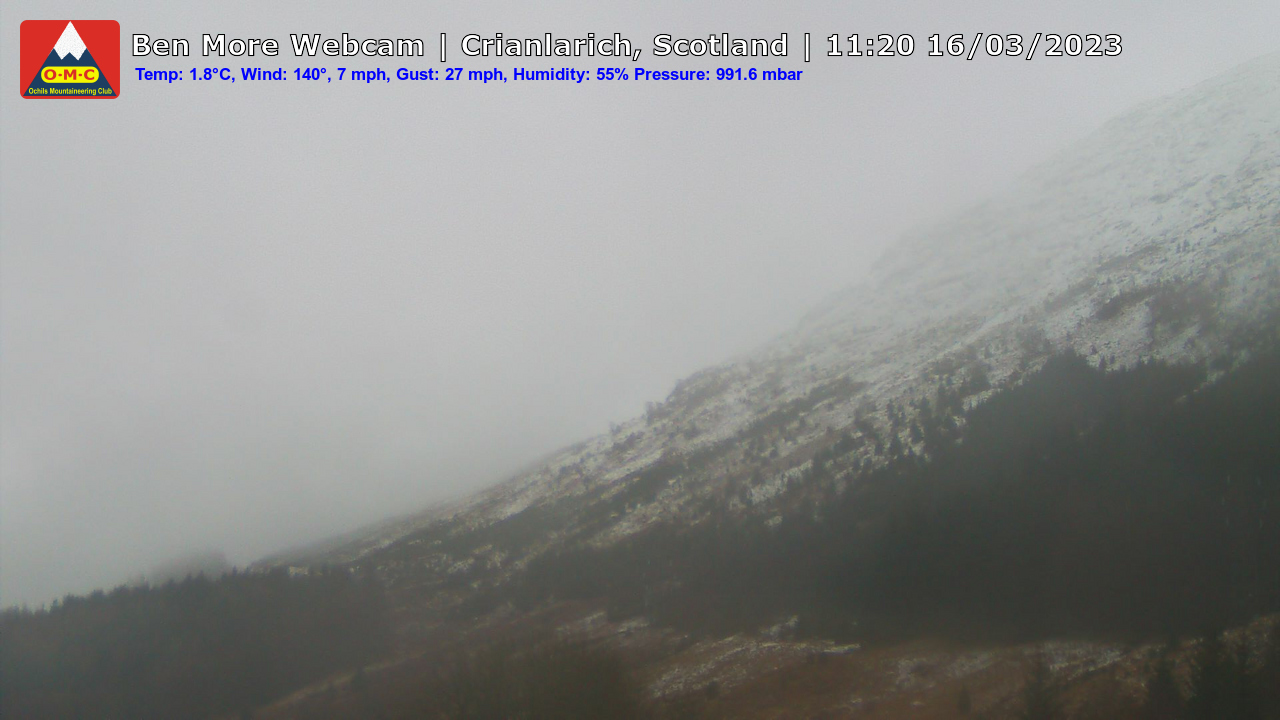 Ben More Webcam | Crianlarich, Scotland | 11:20 16/03/2023
Temp: 1.8°C, Wind: 140°, 7 mph, Gust: 27 mph, Humidity: 55% Pressure: 991.6 mbar
O·M·C
Ochils Mountaineering Club